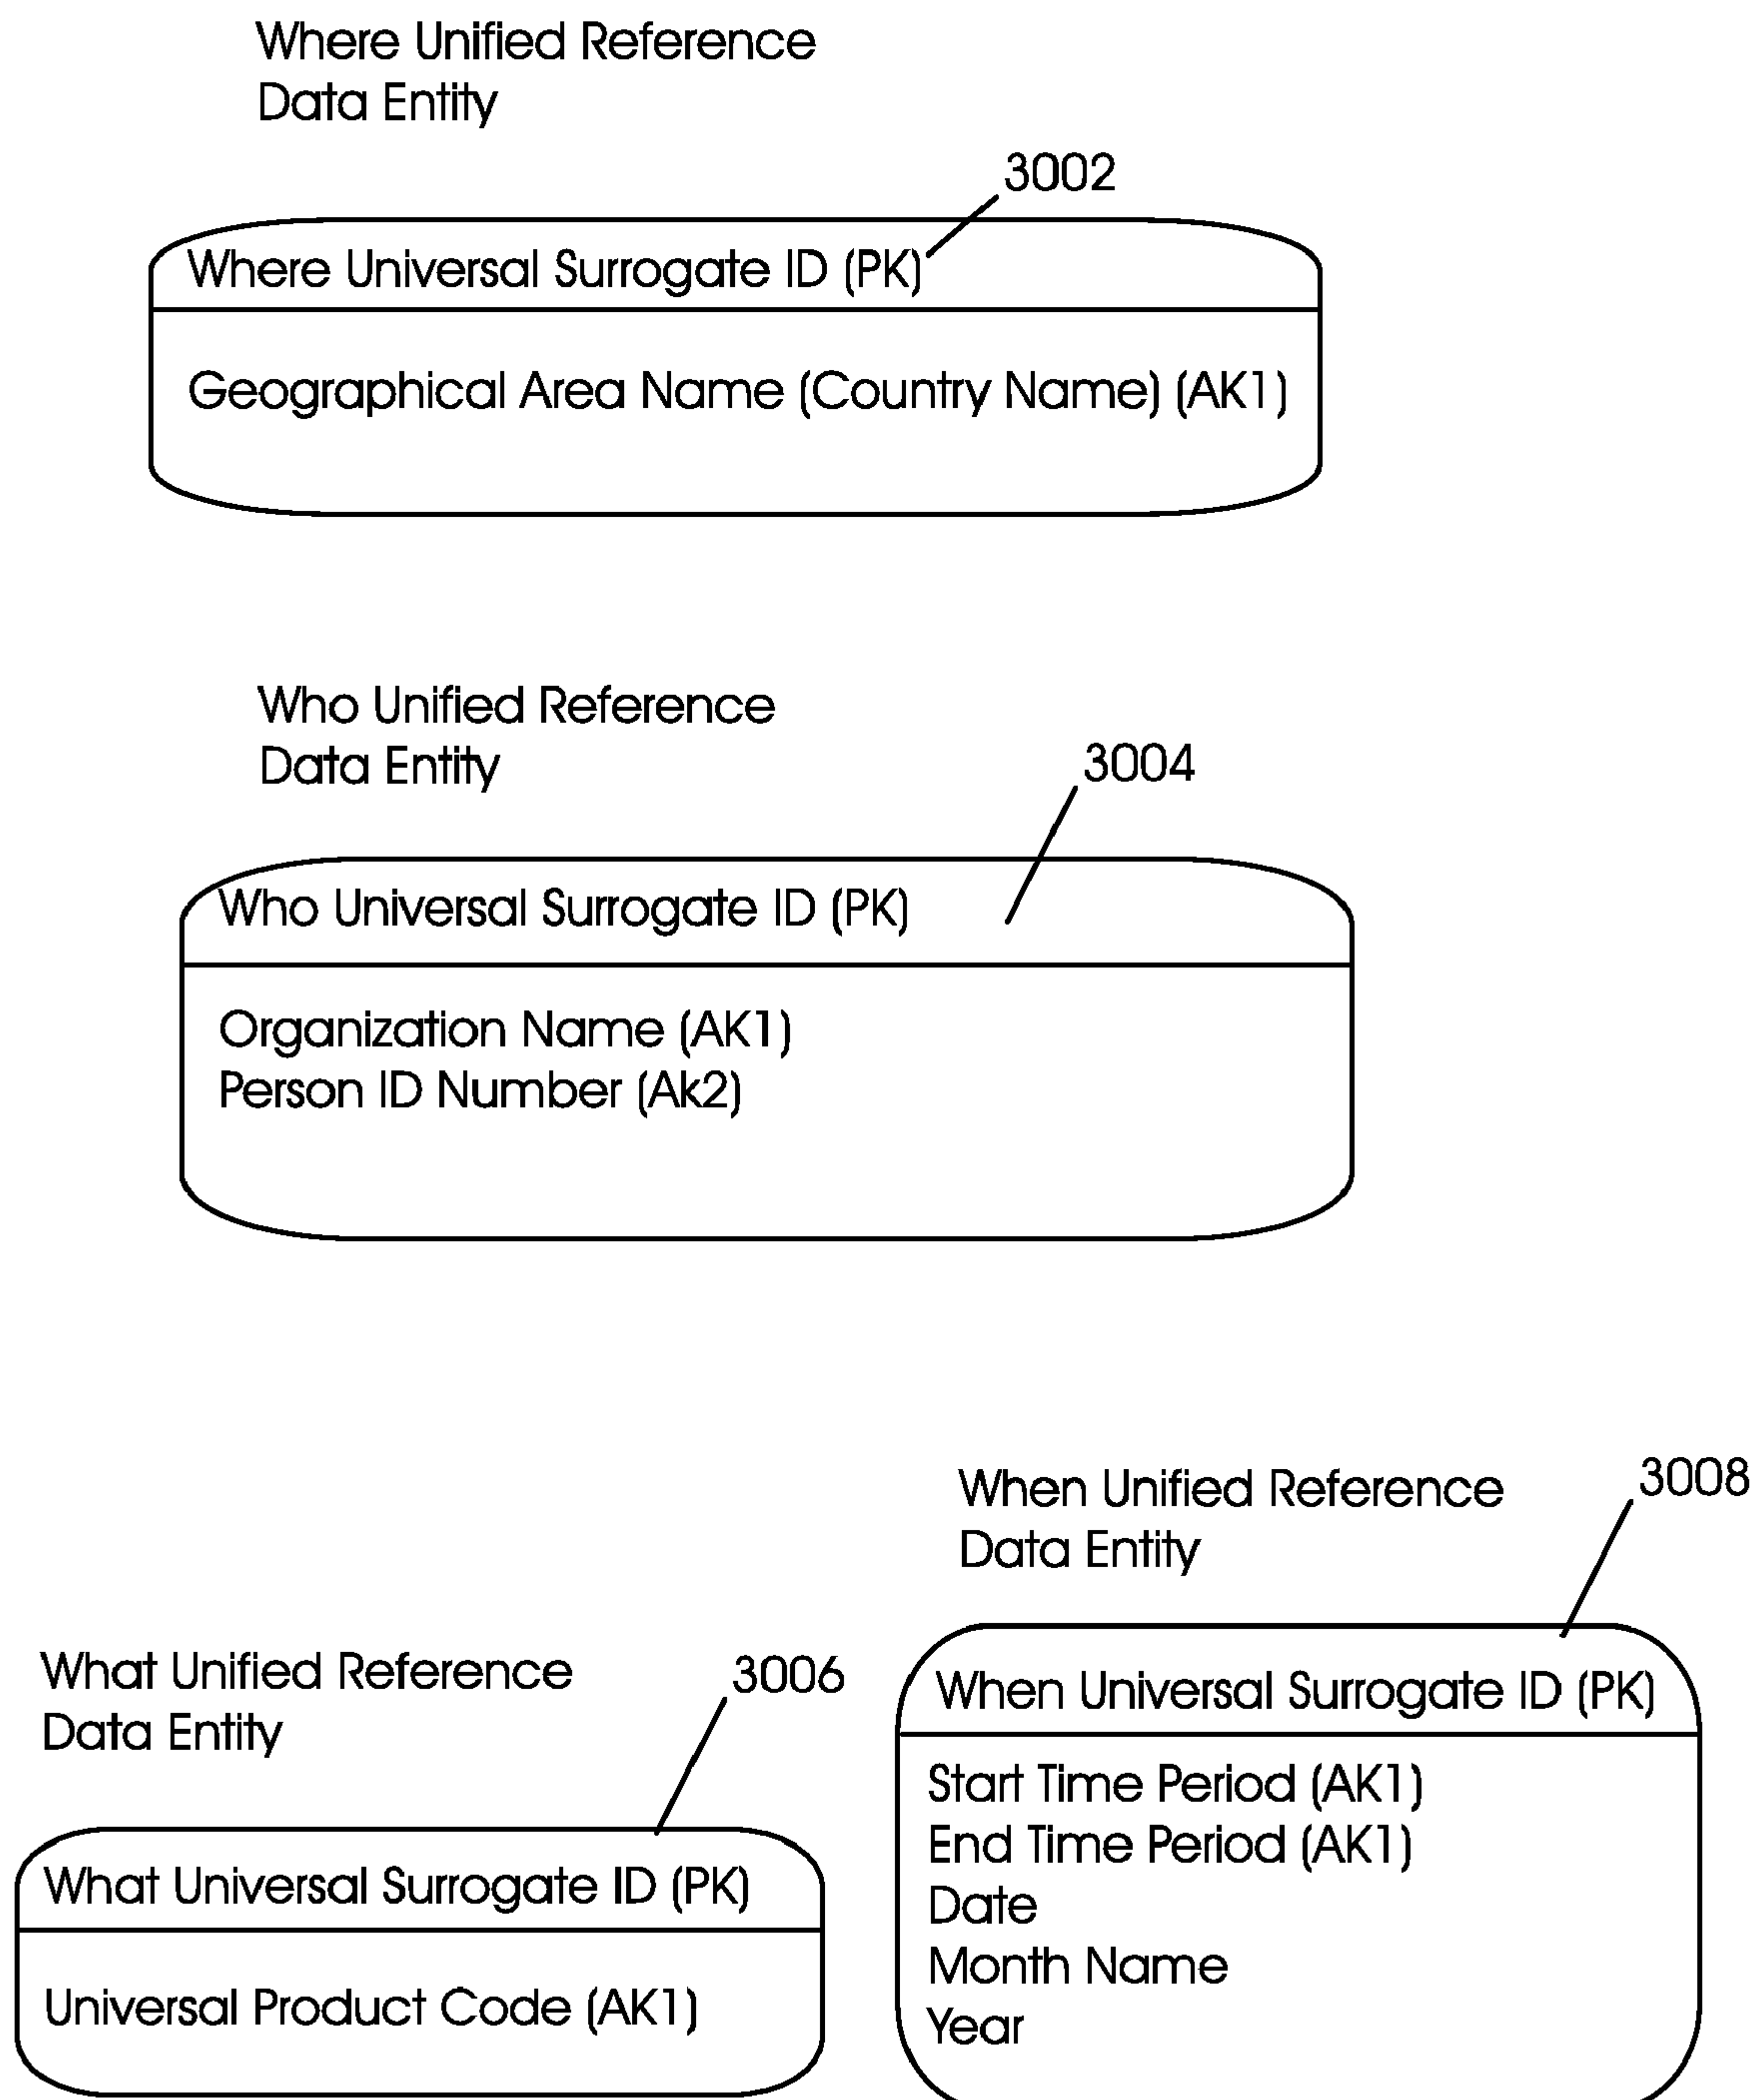 Where Unified Reference
Data Entity
3002
Where Universal Surrogate ID (PK)
Geographical Area Name (Country Name) (AK1)
Who Unified Reference
Data Entity
3004
Who Universal Surrogate ID (PK)
Organization Name (AK1)
Person ID Number (Ak2)
What Unified Reference
Data Entity
3006
What Universal Surrogate ID (PK)
Universal Product Code (AK1)
When Unified Reference
Data Entity
3008
When Universal Surrogate ID (PK)
Start Time Period (AK1)
End Time Period (AK1)
Date
Month Name
Year